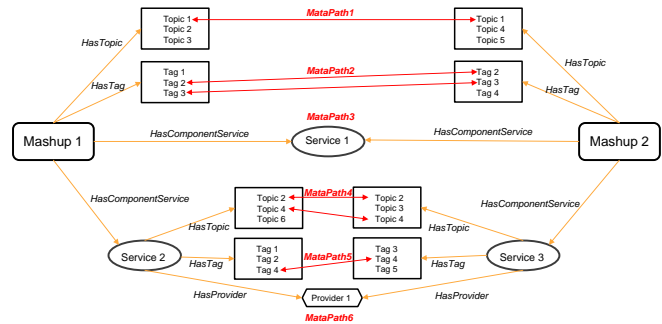 Topic 1
Topic 2
Topic 3
MataPath1
Topic 1
Topic 4
Topic 5
HasTopic
HasTopic
Tag 1
Tag 2
Tag 3
MataPath2
Tag 2
Tag 3
Tag 4
HasTag
HasTag
MataPath3
Mashup 1
HasComponentService
Service 1
HasComponentService
Mashup 2
HasComponentService
HasComponentService
Topic 2
Topic 4
Topic 6
MataPath4
Topic 2
Topic 3
Topic 4
HasTopic
HasTopic
Service 2
HasTag
Tag 1
Tag 2
Tag 4
MataPath5
Tag 3
Tag 4
Tag 5
HasTag
Service 3
HasProvider
Provider 1
HasProvider
MataPath6